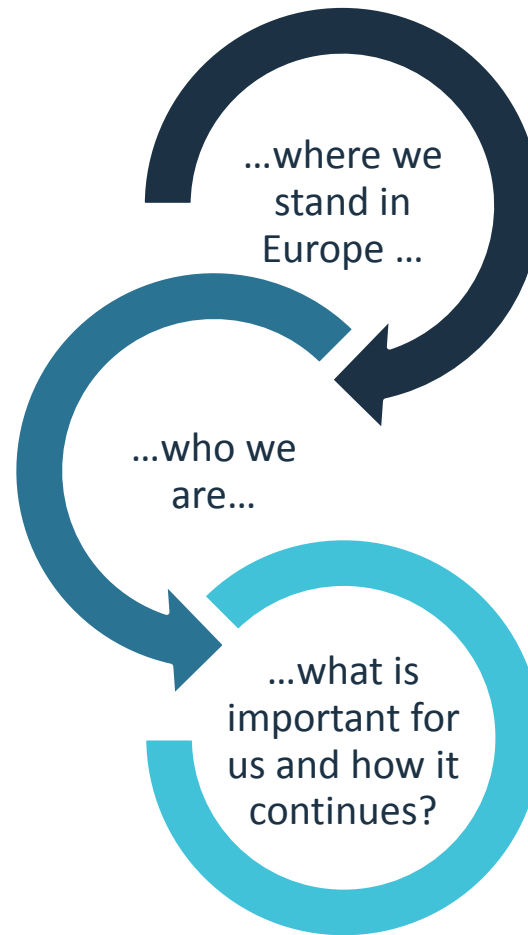 …where we
stand in
Europe …
…who we
are…
…what is
important for
us and how it
continues?